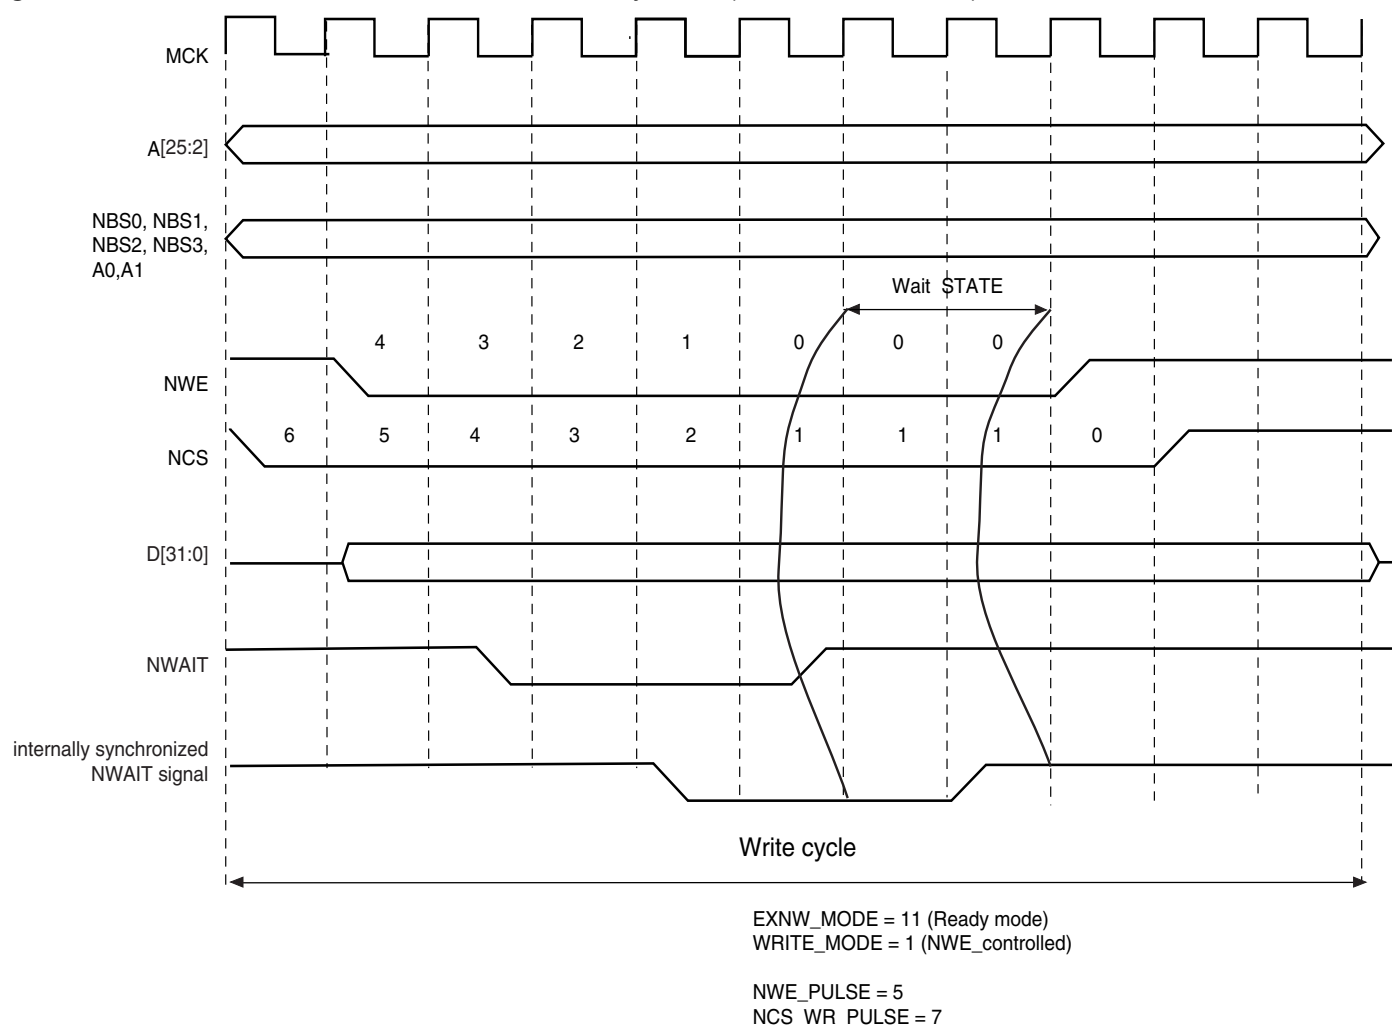 MCK
A[25:2]
NBS0, NBS1,
NBS2, NBS3,
A0,A1
Wait STATE
4 3 2 1 0 0 0
NWE
6 5 4 3 2 1 1 1 0
NCS
D[31:0]
NWAIT
internally synchronized
NWAIT signal
Write cycle
EXNW_MODE = 11 (Ready mode)
WRITE_MODE = 1 (NWE_controlled)
NWE_PULSE = 5
NCS_WR_PULSE = 7